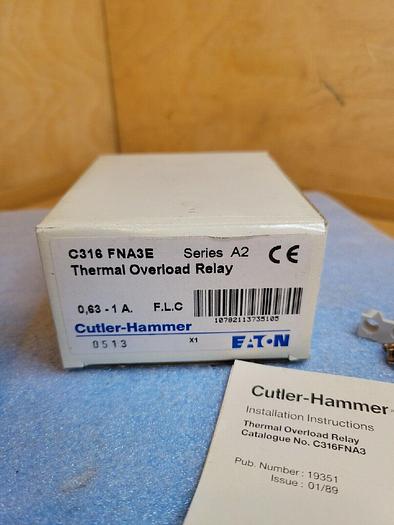 C316 FNA3E Series A2 CE
Thermal Overload Relay
0,63 - 1 A. F.L.C
10782113735105
Cutler-Hammer
0513 X1 EATON
Cutler-Hammer
Installation Instructions
Thermal Overload Relay
Catalogue No. C316FNA3
Pub. Number : 19351
Issue : 01/89